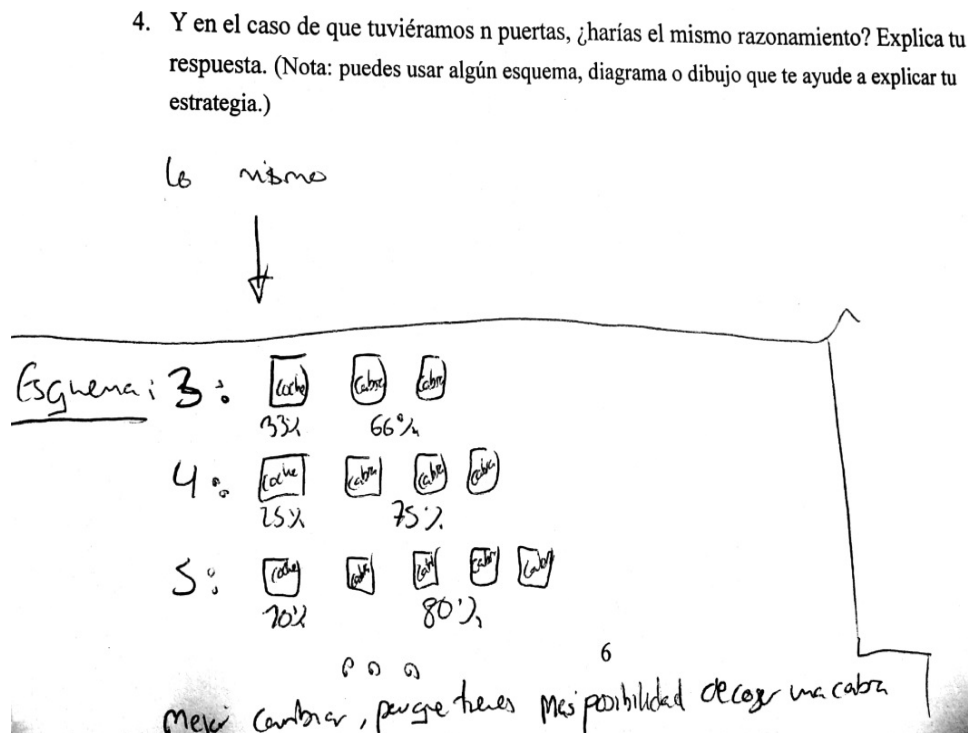 4. Y en el caso de que tuviéramos n puertas, ¿harías el mismo razonamiento? Explica tu
respuesta. (Nota: puedes usar algún esquema, diagrama o dibujo que te ayude a explicar tu
estrategia.)
lo mismo
Esquema: 3: coche cabra cabra
33% 66%
4: coche cabra cabra cabra
25% 75%
5: coche cabra cabra cabra cabra
20% 80%
6
mejor cambiar, porque tienes mas posibilidad de coger una cabra